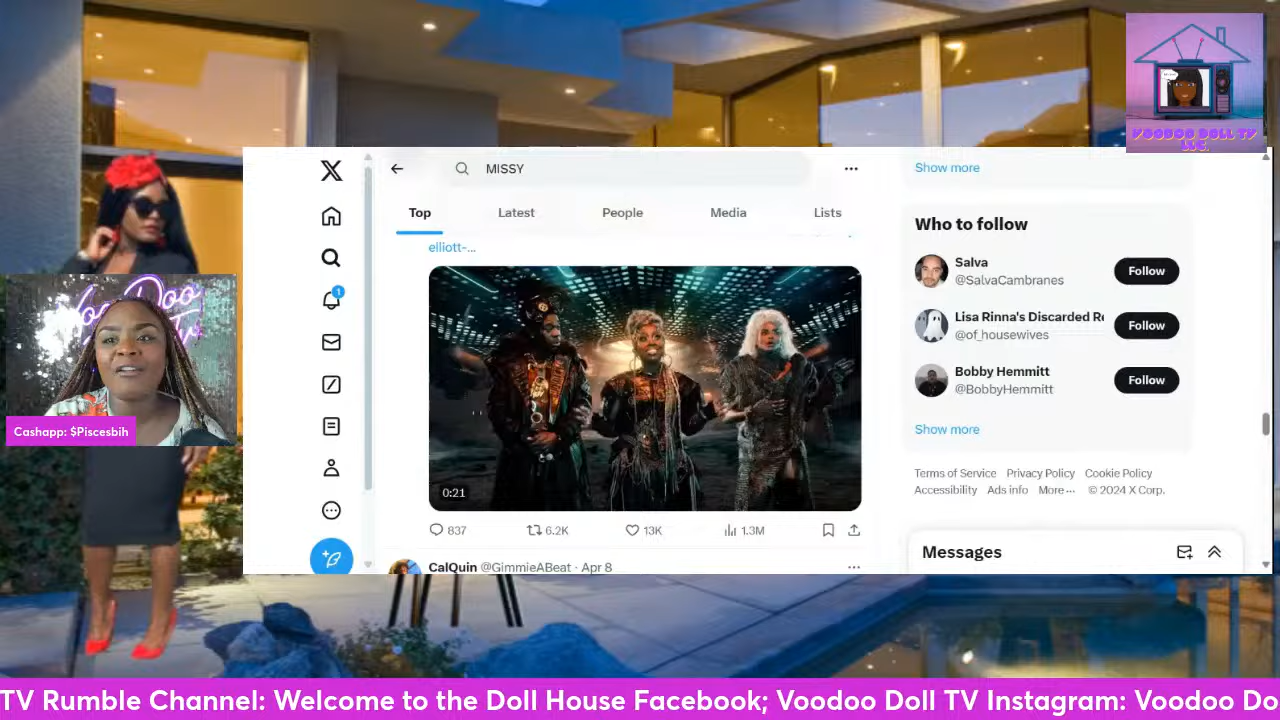 VOODOO DOLL TV
LLC.
MISSY
Top
Latest
People
Media
Lists
elliott-...
0:21
837
6.2K
13K
1.3M
CalQuin @GimmieABeat · Apr 8
1
Show more
Who to follow
Salva
@SalvaCambranes
Follow
Lisa Rinna's Discarded Re
@of_housewives
Follow
Bobby Hemmitt
@BobbyHemmitt
Follow
Show more
Terms of Service Privacy Policy Cookie Policy
Accessibility Ads info More ··· © 2024 X Corp.
Messages
Cashapp: $Piscesbih
TV Rumble Channel: Welcome to the Doll House Facebook; Voodoo Doll TV Instagram: Voodoo Do